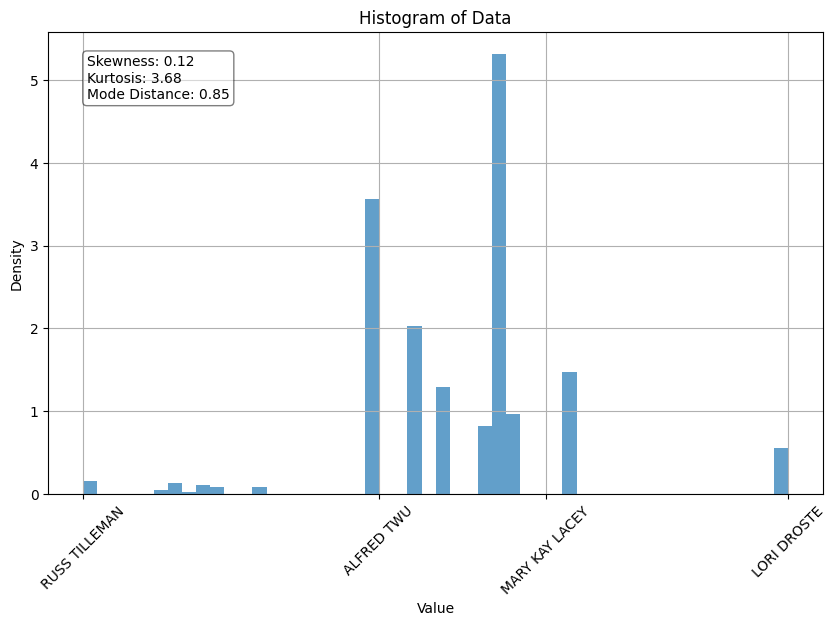 Histogram of Data
Skewness: 0.12
Kurtosis: 3.68
Mode Distance: 0.85
5
4
3
2
1
0
Density
RUSS TILLEMAN
ALFRED TWU
MARY KAY LACEY
LORI DROSTE
Value